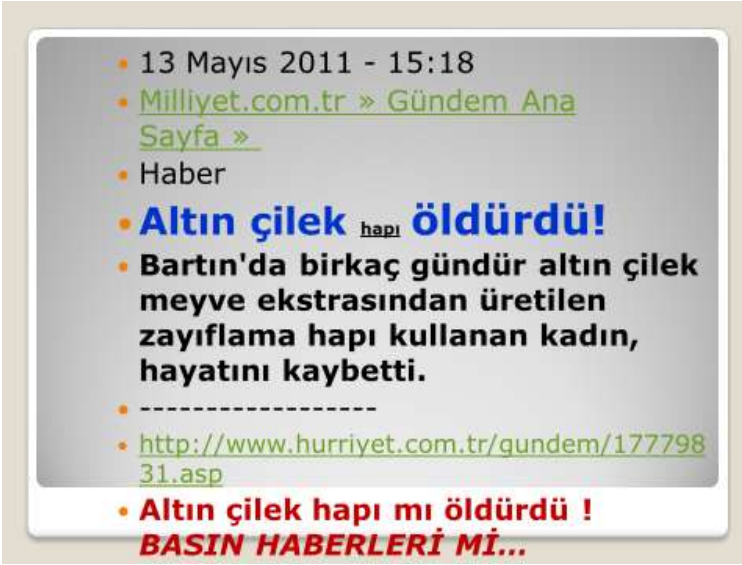 • 13 Mayıs 2011 - 15:18
• Milliyet.com.tr » Gündem Ana
Sayfa »
• Haber
• Altın çilek hapı öldürdü!
• Bartın'da birkaç gündür altın çilek
meyve ekstrasından üretilen
zayıflama hapı kullanan kadın,
hayatını kaybetti.
• ------------------
• http://www.hurriyet.com.tr/gundem/177798
31.asp
• Altın çilek hapı mı öldürdü !
BASIN HABERLERİ Mİ...